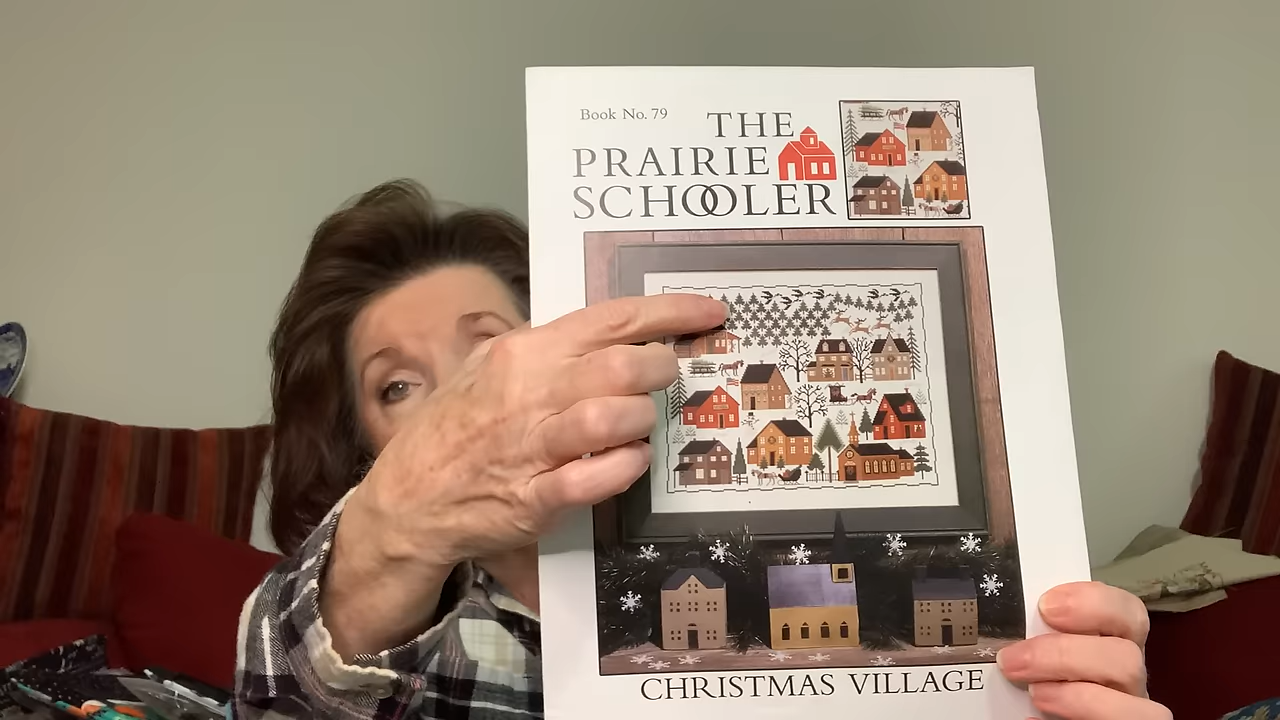 Book No. 79
THE
PRAIRIE
SCHOOLER
CHRISTMAS VILLAGE